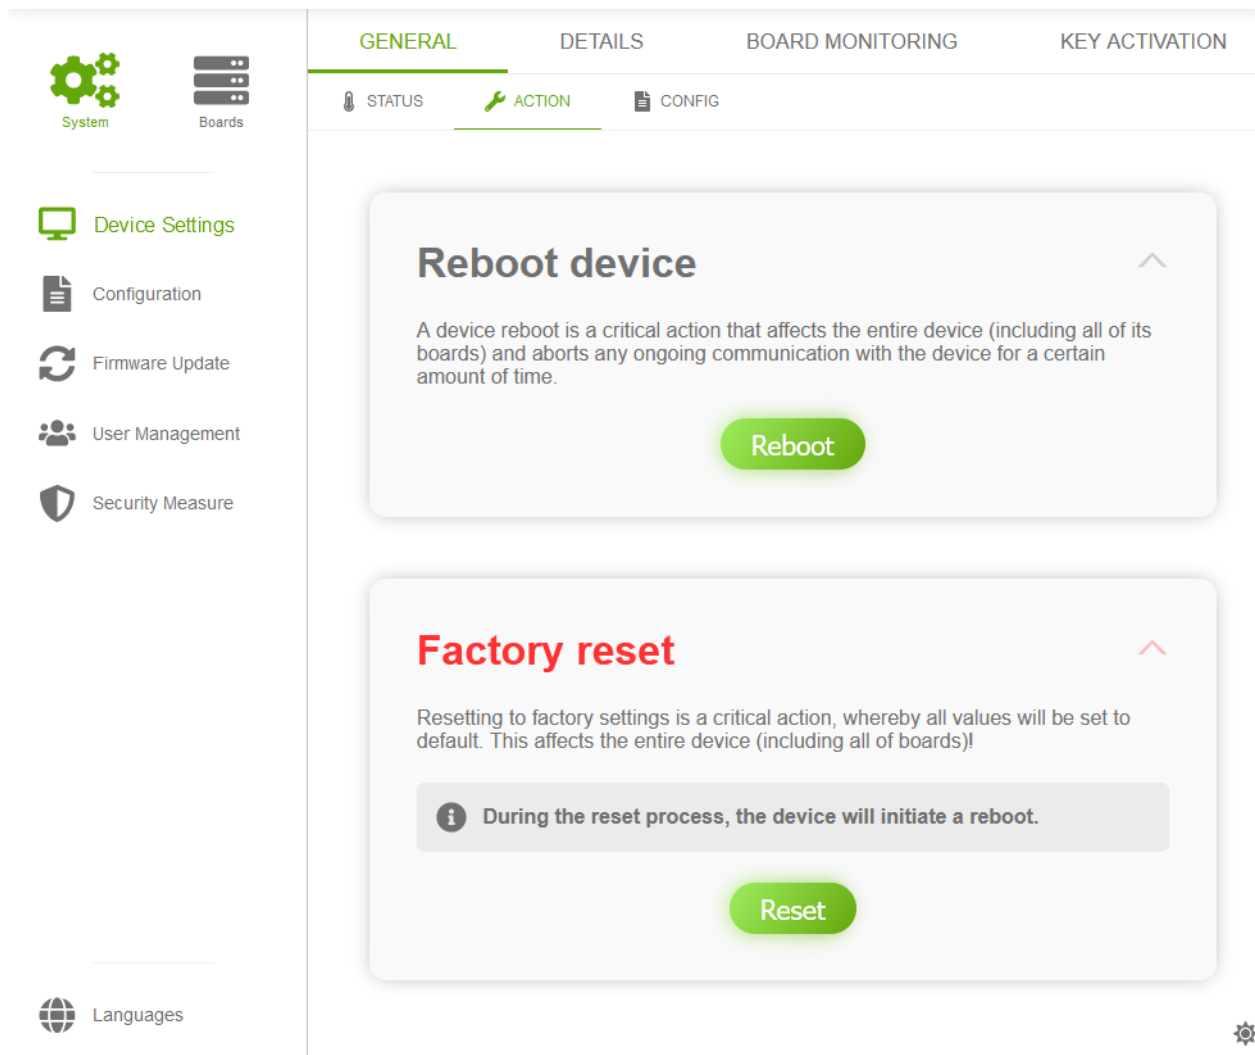 System
Boards
Device Settings
Configuration
Firmware Update
User Management
Security Measure
Languages
GENERAL DETAILS BOARD MONITORING KEY ACTIVATION
STATUS ACTION CONFIG
Reboot device
A device reboot is a critical action that affects the entire device (including all of its
boards) and aborts any ongoing communication with the device for a certain
amount of time.
Reboot
Factory reset
Resetting to factory settings is a critical action, whereby all values will be set to
default. This affects the entire device (including all of boards)!
During the reset process, the device will initiate a reboot.
Reset